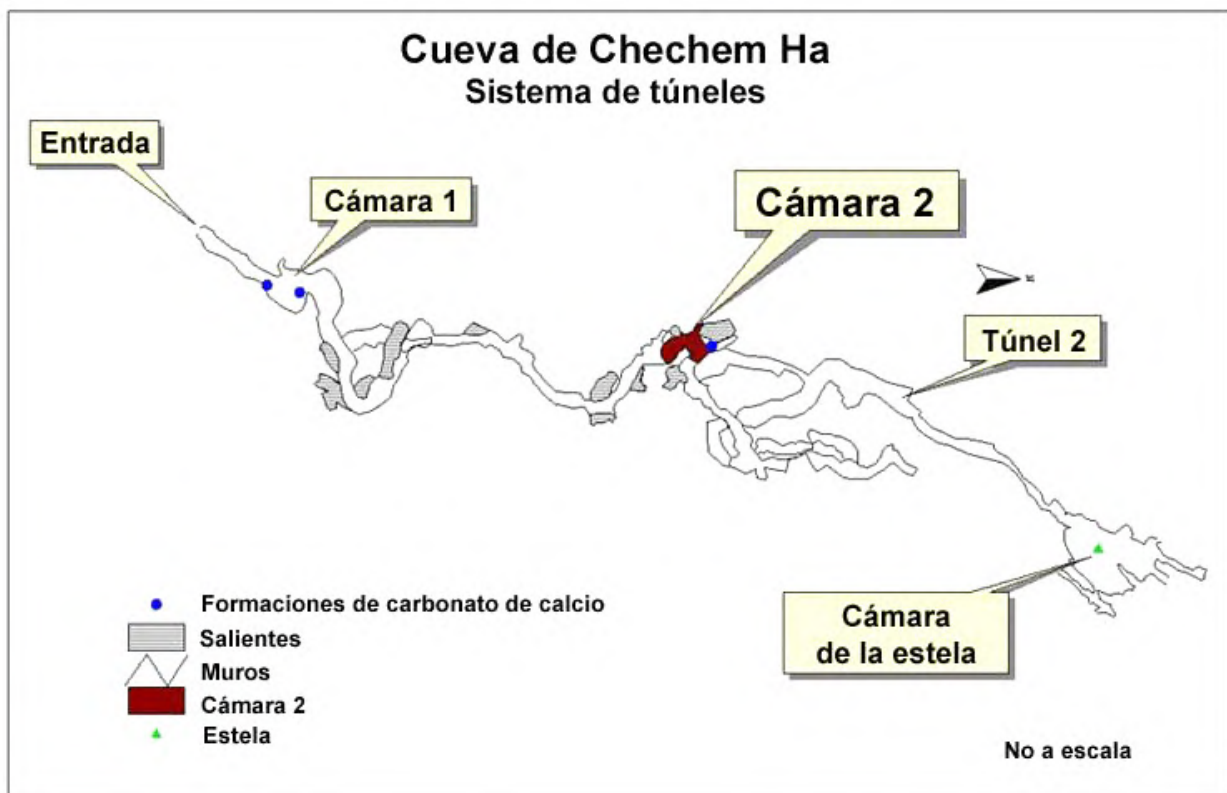 Cueva de Chechem Ha
Sistema de túneles
Entrada
Cámara 1
Cámara 2
Túnel 2
Cámara
de la estela
Formaciones de carbonato de calcio
Salientes
Muros
Cámara 2
Estela
No a escala